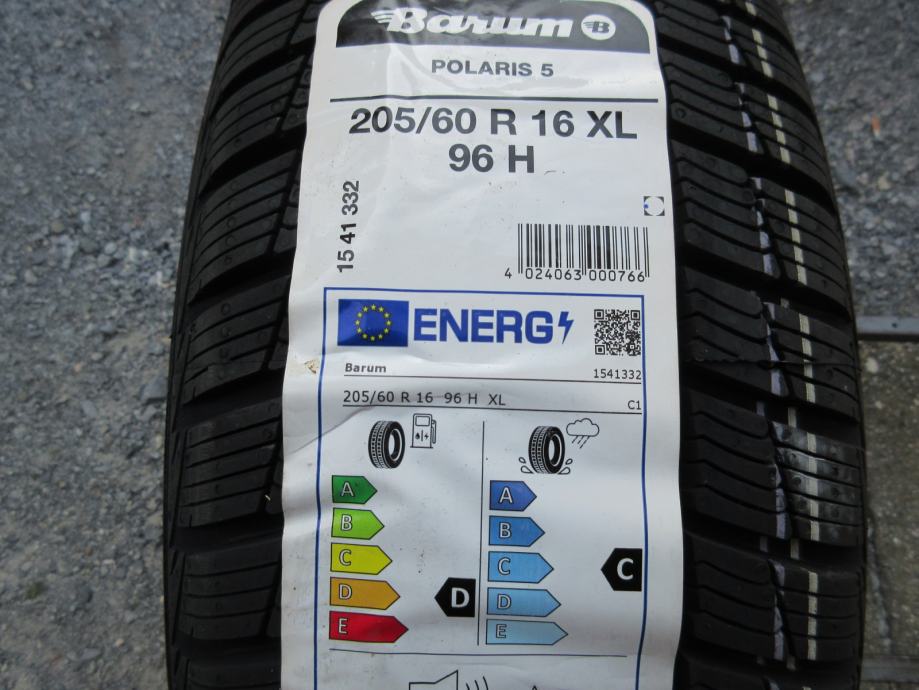 Barum B
POLARIS 5
205/60 R 16 XL
96 H
15 41 332
4 024063 000766
ENERG
Barum
1541332
205/60 R 16 96 H XL
C1
A
B
C
D
E
D
A
B
C
D
E
C